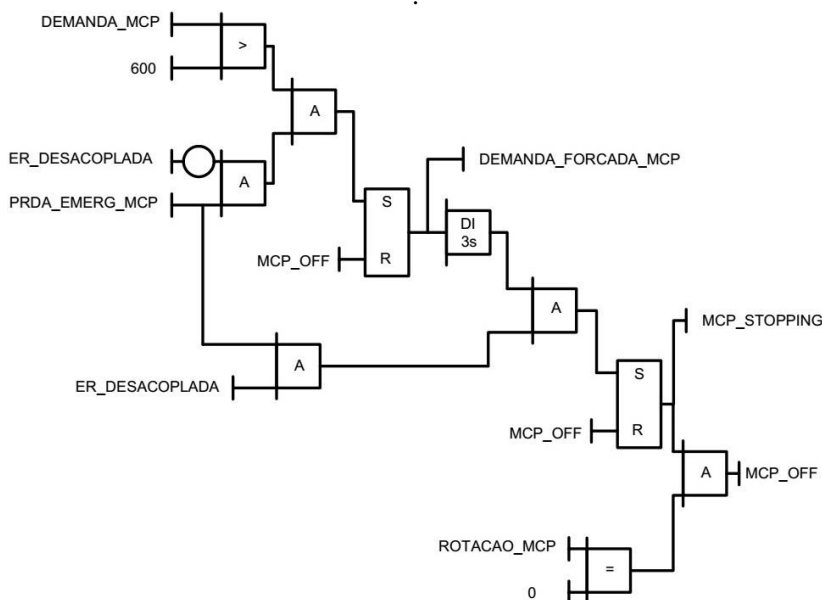 DEMANDA_MCP
>
600
A
ER_DESACOPLADA
A
DEMANDA_FORCADA_MCP
PRDA_EMERG_MCP
S
DI
3s
MCP_OFF
R
A
MCP_STOPPING
A
S
ER_DESACOPLADA
MCP_OFF
R
A
MCP_OFF
ROTACAO_MCP
=
0